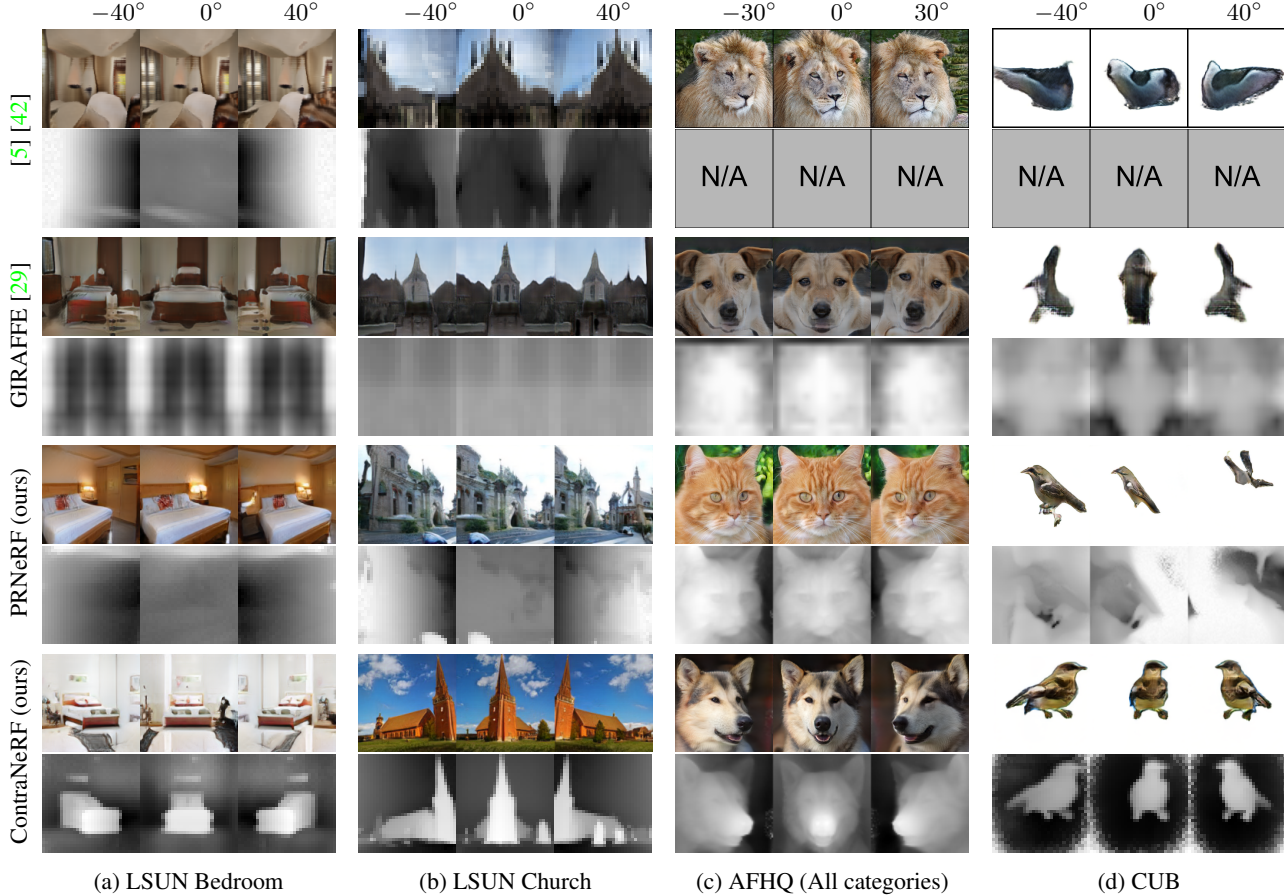 −40° 0° 40° −40° 0° 40° −30° 0° 30° −40° 0° 40°
[5] [42]
N/A N/A N/A N/A N/A N/A
GIRAFFE [29]
PRNeRF (ours)
ContraNeRF (ours)
(a) LSUN Bedroom (b) LSUN Church (c) AFHQ (All categories) (d) CUB